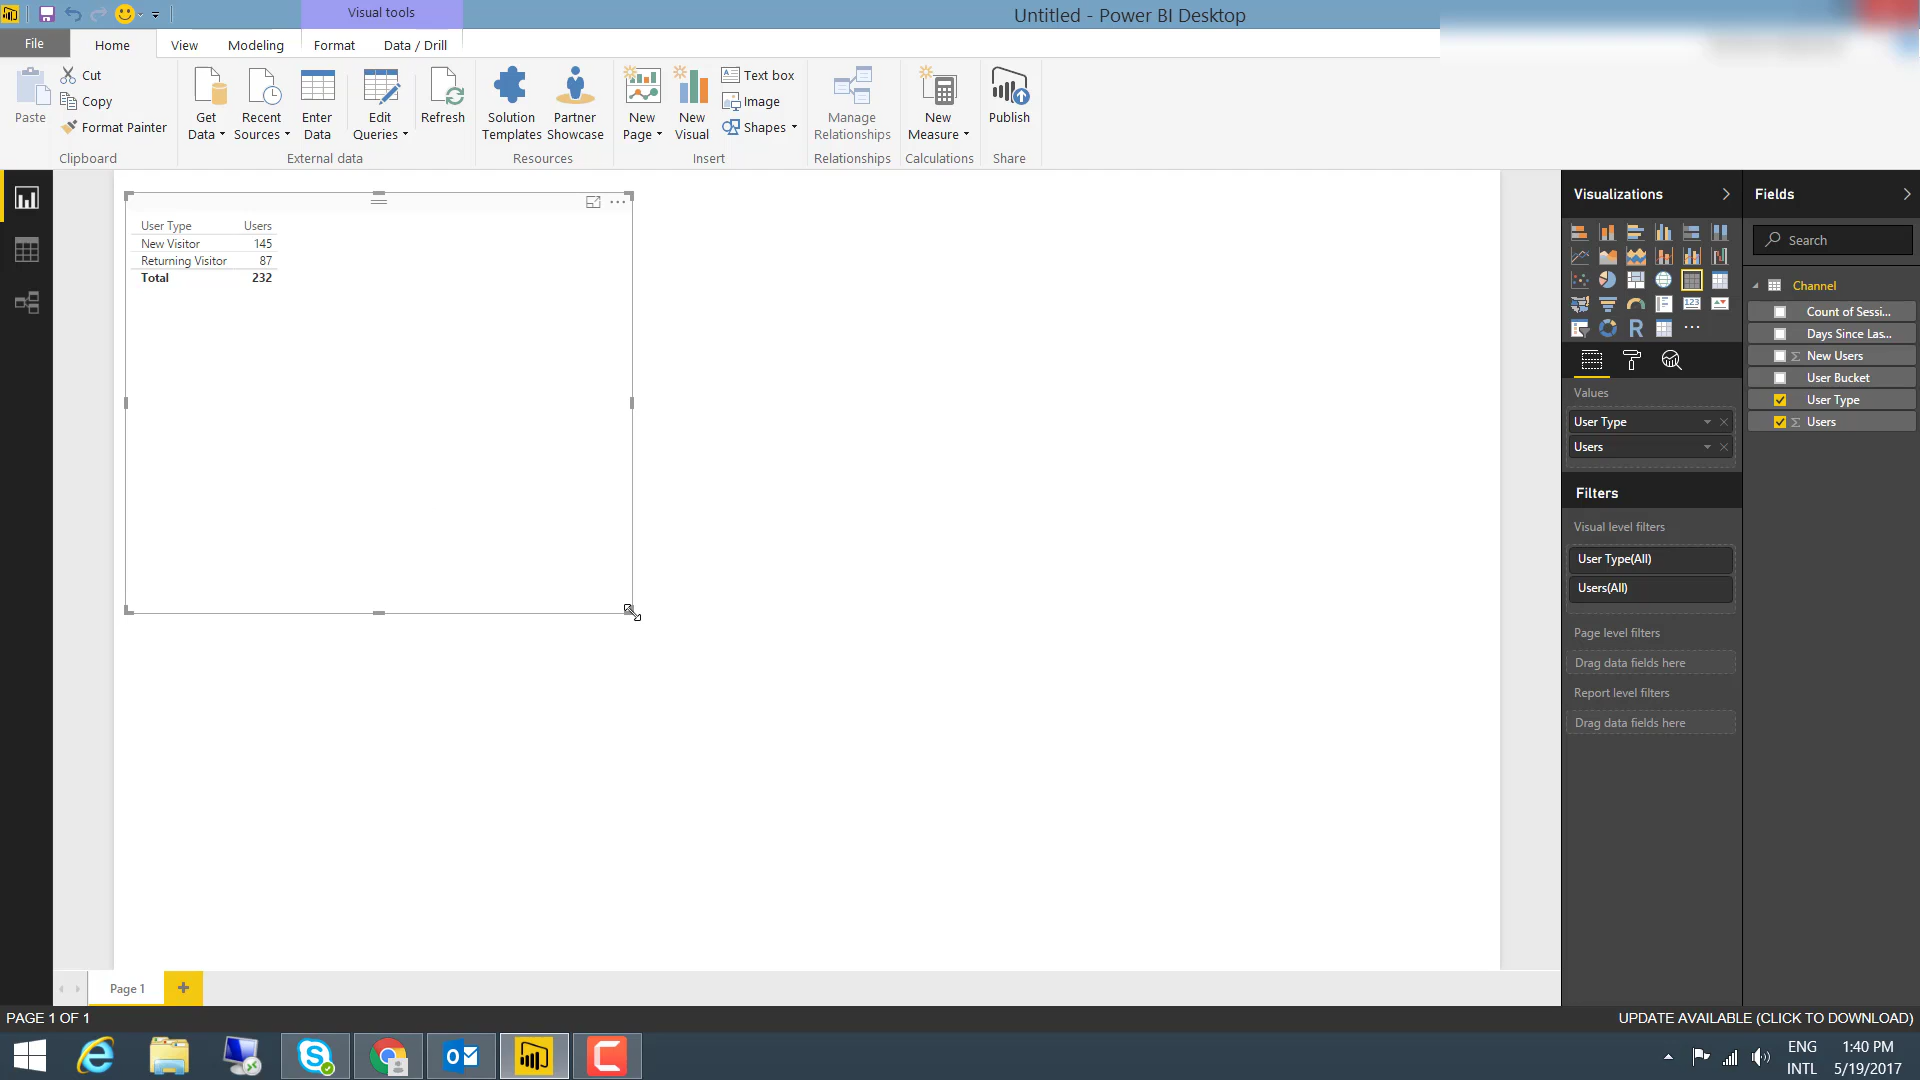 Visual tools
Untitled - Power BI Desktop
File
Home
View
Modeling
Format
Data / Drill
Paste
Cut
Copy
Format Painter
Clipboard
Get
Data
Recent
Sources
Enter
Data
Edit
Queries
Refresh
External data
Solution
Templates
Partner
Showcase
Resources
New
Page
New
Visual
Text box
Image
Shapes
Insert
Manage
Relationships
Relationships
New
Measure
Calculations
Publish
Share
User Type Users
New Visitor 145
Returning Visitor 87
Total 232
Visualizations
123
R
Values
User Type
Users
Filters
Visual level filters
User Type(All)
Users(All)
Page level filters
Drag data fields here
Report level filters
Drag data fields here
Fields
Search
Channel
Count of Sessi...
Days Since Las...
New Users
User Bucket
User Type
Users
Page 1
PAGE 1 OF 1
UPDATE AVAILABLE (CLICK TO DOWNLOAD)
ENG
INTL
1:40 PM
5/19/2017